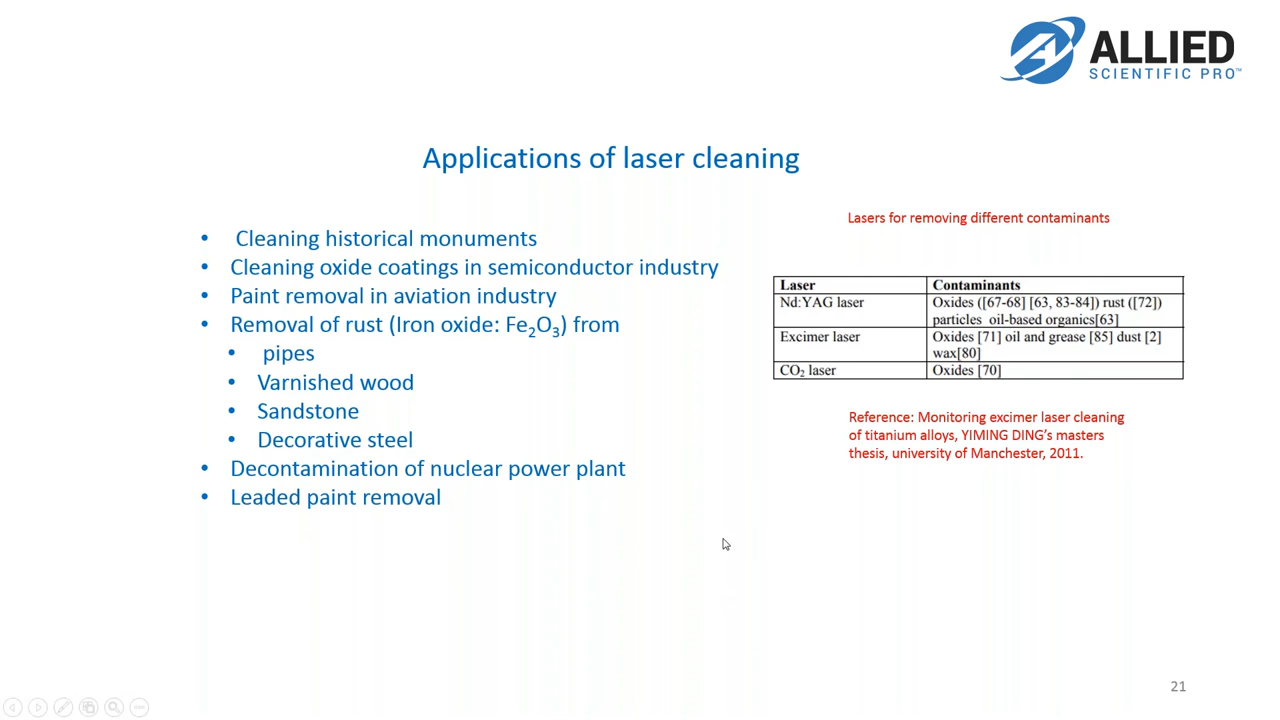 ALLIED
SCIENTIFIC PRO™
Applications of laser cleaning
• Cleaning historical monuments
• Cleaning oxide coatings in semiconductor industry
• Paint removal in aviation industry
• Removal of rust (Iron oxide: Fe₂O₃) from
• pipes
• Varnished wood
• Sandstone
• Decorative steel
• Decontamination of nuclear power plant
• Leaded paint removal
Lasers for removing different contaminants
Laser Contaminants
Nd:YAG laser Oxides ([67-68] [63, 83-84]) rust ([72])
particles oil-based organics[63]
Excimer laser Oxides [71] oil and grease [85] dust [2]
wax[80]
CO₂ laser Oxides [70]
Reference: Monitoring excimer laser cleaning
of titanium alloys, YIMING DING’s masters
thesis, university of Manchester, 2011.
21